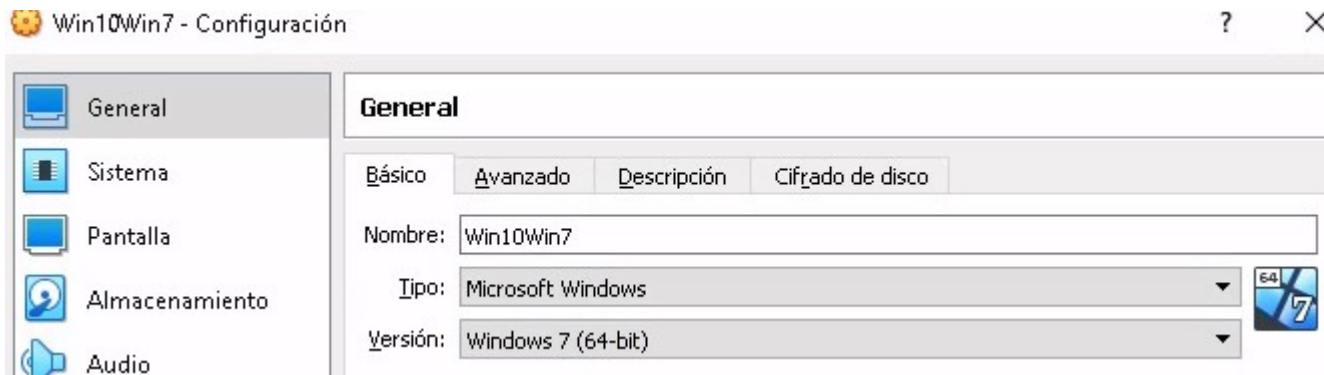 Win10Win7 - Configuración ?
General
Sistema
Pantalla
Almacenamiento
Audio
General
Básico Avanzado Descripción Cifrado de disco
Nombre: Win10Win7
Tipo: Microsoft Windows
64
7
Versión: Windows 7 (64-bit)